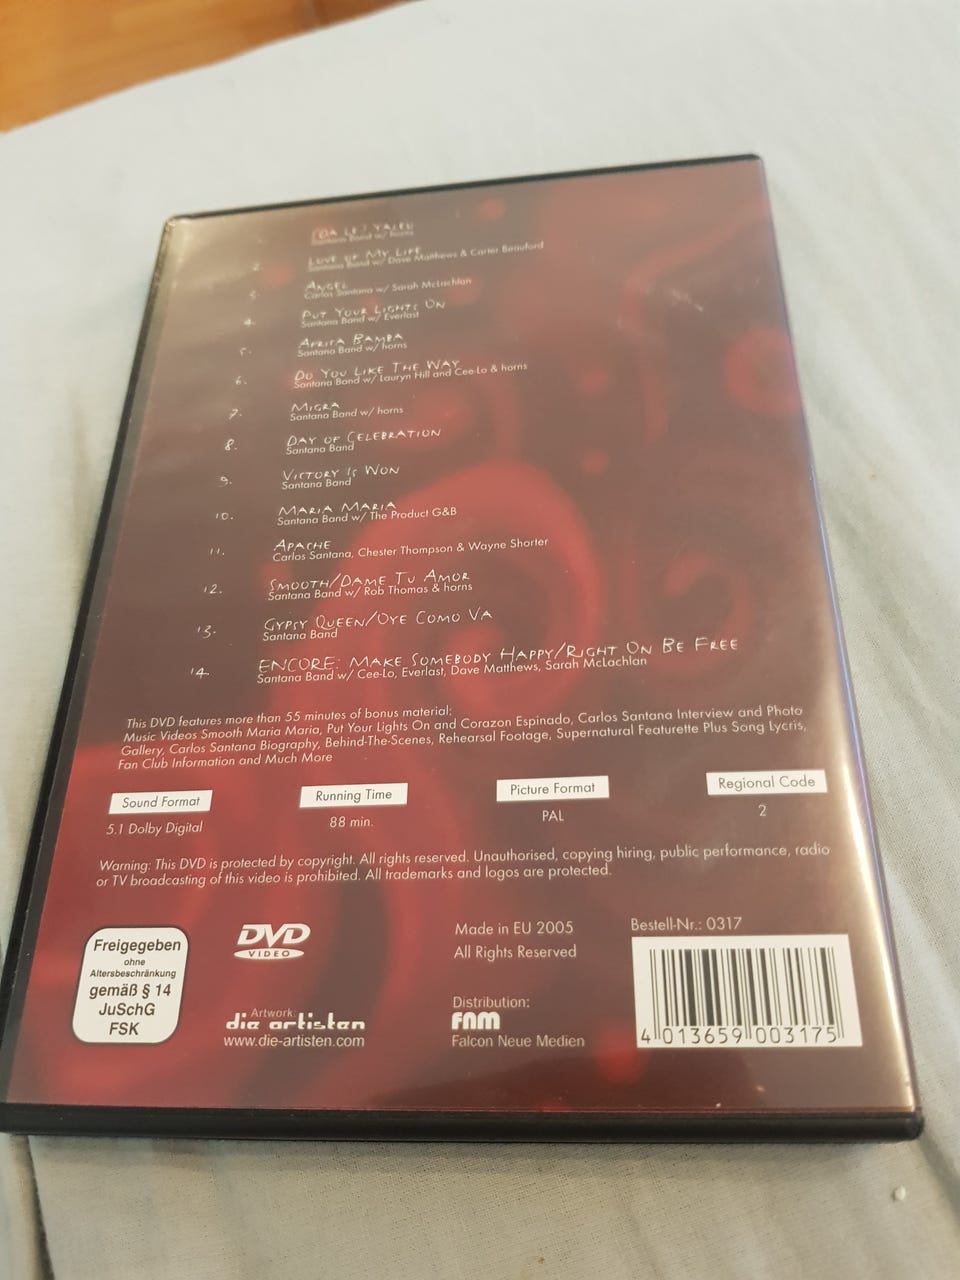 (DA LE) YALEU
Santana Band w/ horns
2. LOVE OF MY LIFE
Santana Band w/ Dave Matthews & Carter Beauford
3. ANGEL
Carlos Santana w/ Sarah McLachlan
4. PUT YOUR LIGHTS ON
Santana Band w/ Everlast
5. AFRICA BAMBA
Santana Band w/ horns
6. DO YOU LIKE THE WAY
Santana Band w/ Lauryn Hill and Cee-Lo & horns
7. MIGRA
Santana Band w/ horns
8. DAY OF CELEBRATION
Santana Band
9. VICTORY IS WON
Santana Band
10. MARIA MARIA
Santana Band w/ The Product G&B
11. APACHE
Carlos Santana, Chester Thompson & Wayne Shorter
12. SMOOTH/DAME TU AMOR
Santana Band w/ Rob Thomas & horns
13. GYPSY QUEEN/OYE COMO VA
Santana Band
14. ENCORE: MAKE SOMEBODY HAPPY/RIGHT ON BE FREE
Santana Band w/ Cee-Lo, Everlast, Dave Matthews, Sarah McLachlan
This DVD features more than 55 minutes of bonus material:
Music Videos Smooth Maria Maria, Put Your Lights On and Corazon Espinado, Carlos Santana Interview and Photo
Gallery, Carlos Santana Biography, Behind-The-Scenes, Rehearsal Footage, Supernatural Featurette Plus Song Lycris,
Fan Club Information and Much More
Sound Format Running Time Picture Format Regional Code
5.1 Dolby Digital 88 min. PAL 2
Warning: This DVD is protected by copyright. All rights reserved. Unauthorised, copying hiring, public performance, radio
or TV broadcasting of this video is prohibited. All trademarks and logos are protected.
Freigegeben
ohne
Altersbeschränkung
gemäß § 14
JuSchG
FSK
DVD
VIDEO
Artwork:
die artisten
www.die-artisten.com
Made in EU 2005
All Rights Reserved
Distribution:
FNM
Falcon Neue Medien
Bestell-Nr.: 0317
4 013659 003175